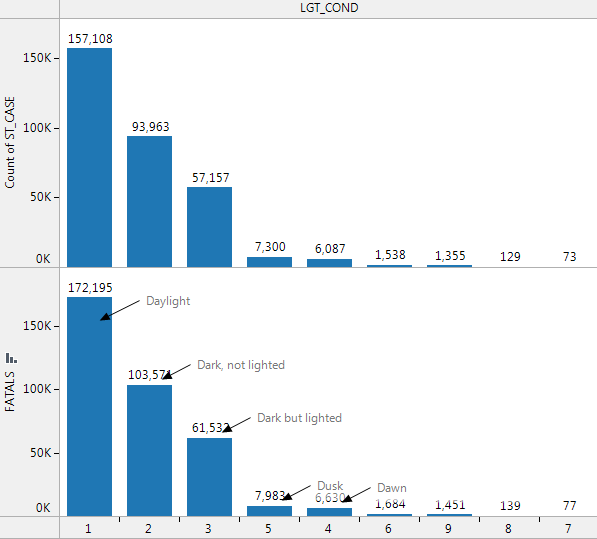 LGT_COND
Count of ST_CASE
150K
100K
50K
0K
157,108
93,963
57,157
7,300
6,087
1,538
1,355
129
73
FATALS
150K
100K
50K
0K
172,195
Daylight
103,571
Dark, not lighted
61,532
Dark but lighted
7,983
Dusk
6,630
Dawn
1,684
1,451
139
77
1 2 3 5 4 6 9 8 7